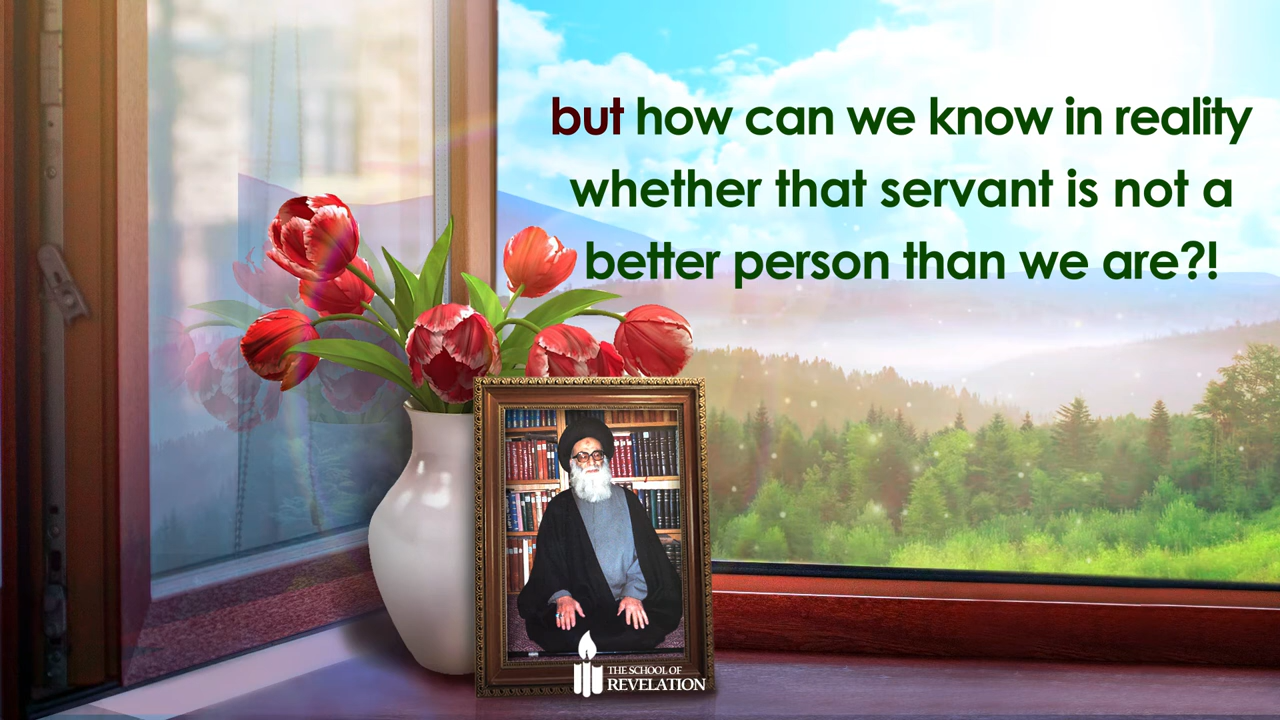 but how can we know in reality
whether that servant is not a
better person than we are?!
THE SCHOOL OF
REVELATION